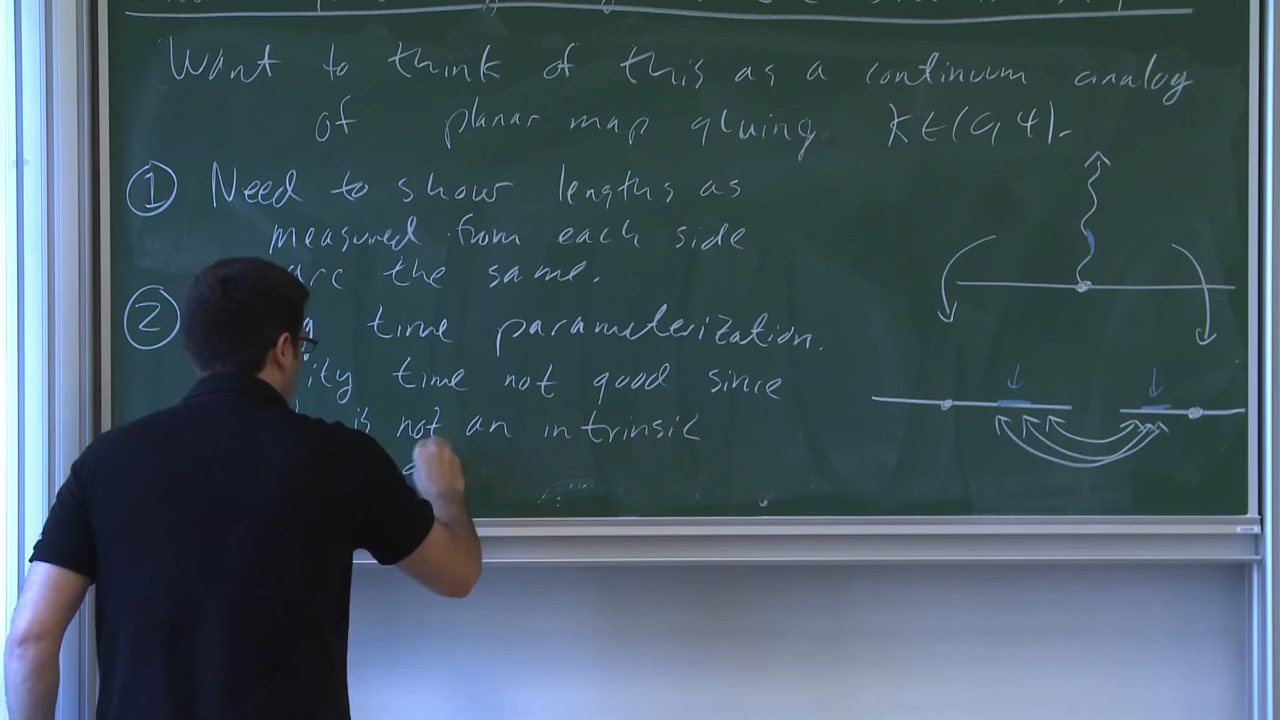 Want to think of this as a continuum analog
of planar map gluing κ∈(0,4).
① Need to show lengths as
measured from each side
are the same.
② time parameterization.
ity time not good since
is not an intrinsic